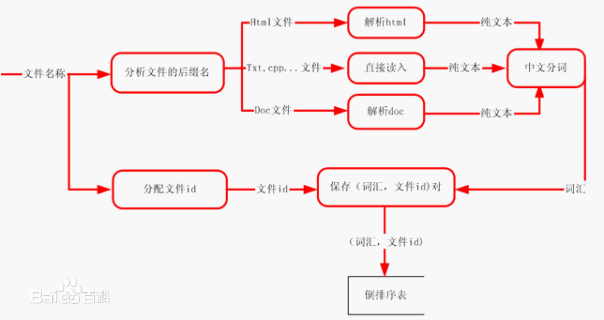 Html文件
解析html
纯文本
文件名称
分析文件的后缀名
Txt,cpp...文件
直接读入
纯文本
中文分词
Doc文件
解析doc
纯文本
分配文件id
文件id
保存（词汇，文件id)对
词汇
(词汇，文件id)
倒排序表
Baidu百科